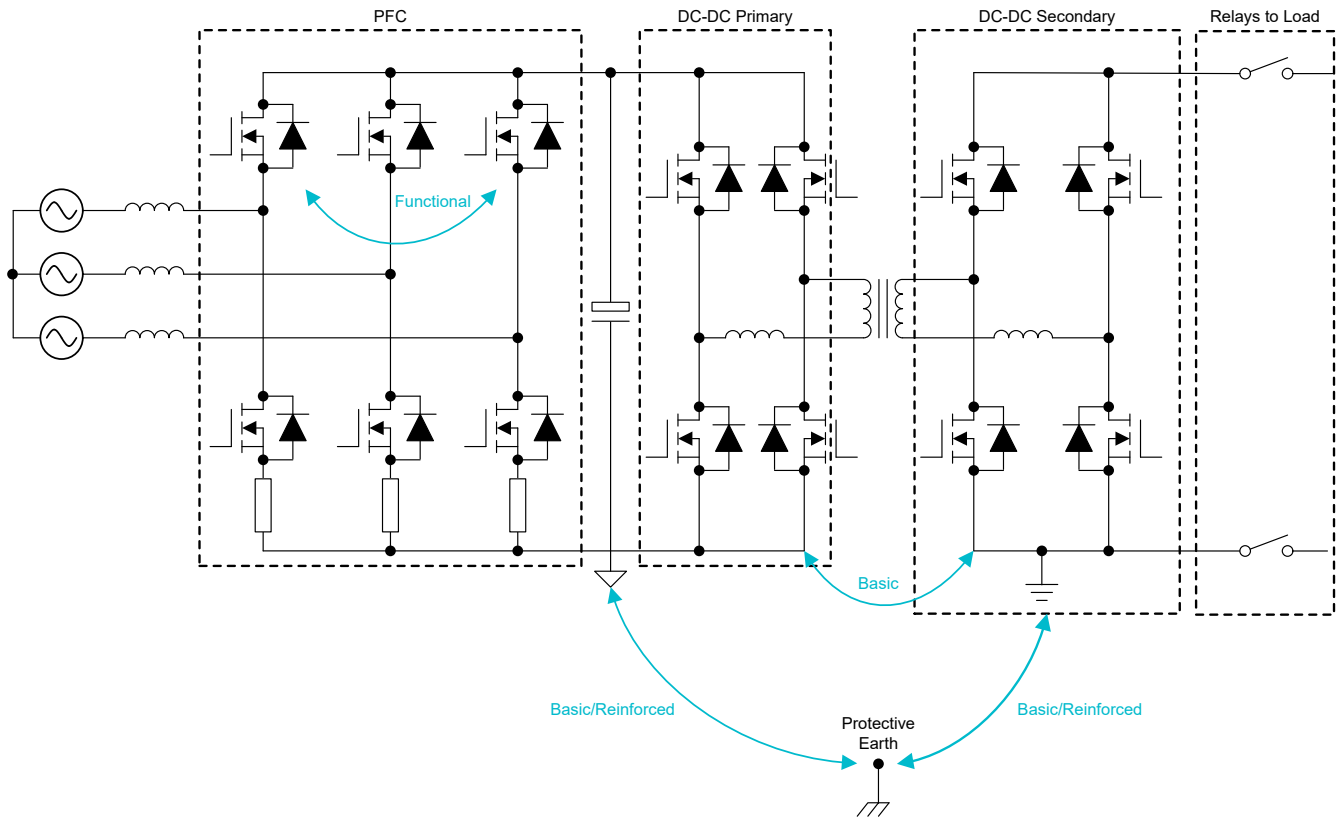 PFC
DC-DC Primary
DC-DC Secondary
Relays to Load
Functional
Basic
Basic/Reinforced
Basic/Reinforced
Protective
Earth